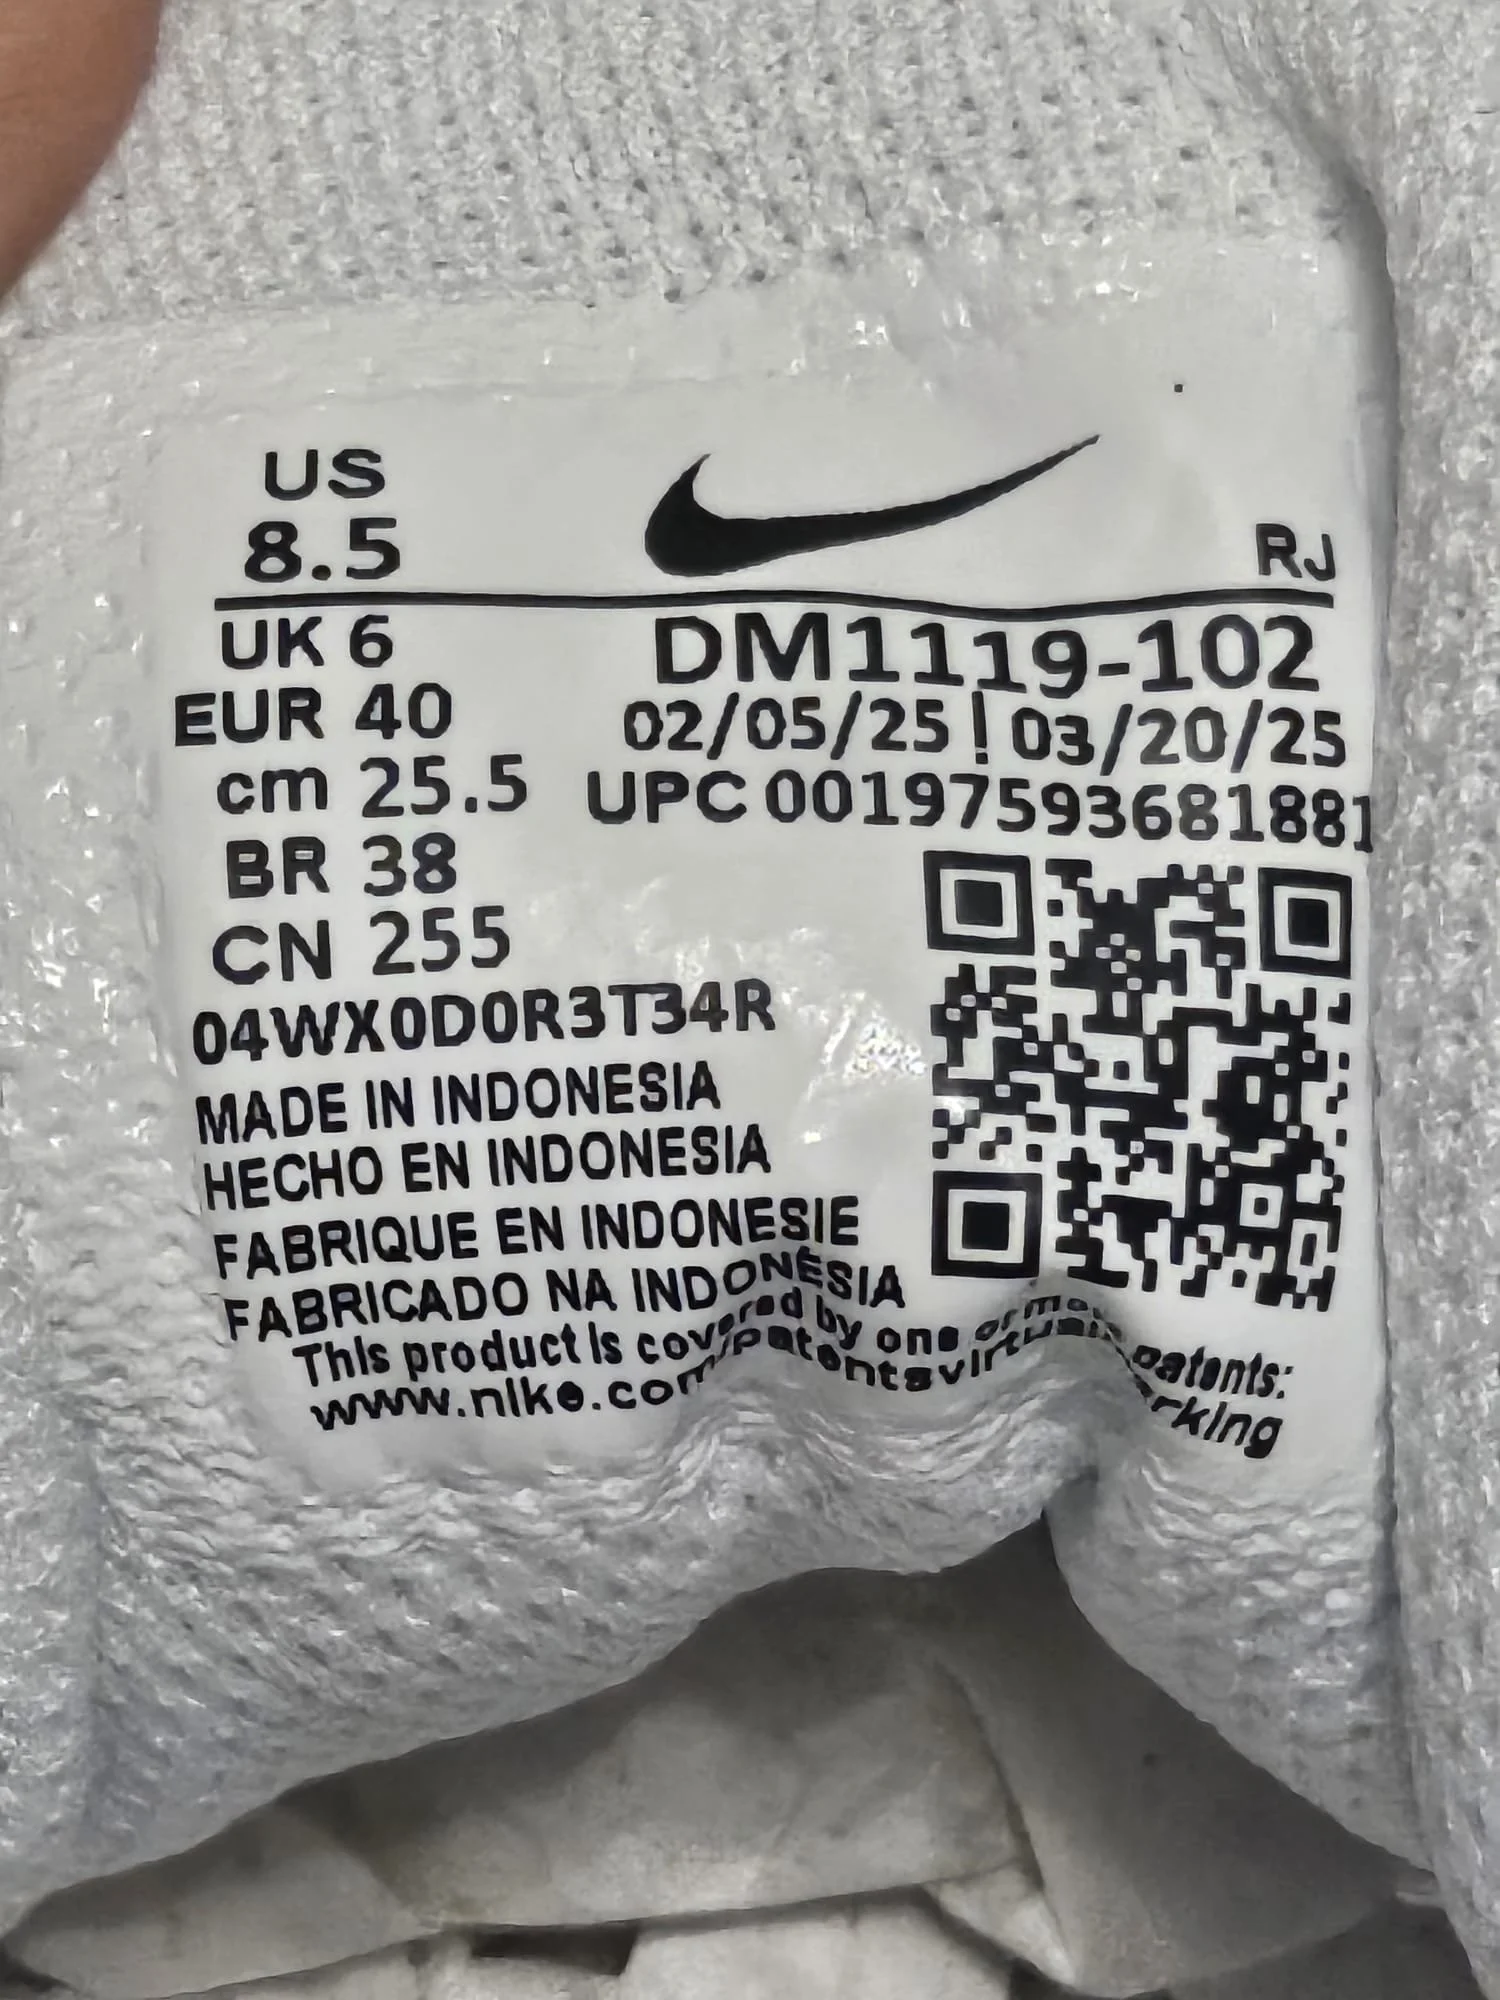 US
8.5
RJ
UK 6
DM1119-102
EUR 40
02/05/25 | 03/20/25
cm 25.5
UPC 00197593681881
BR 38
CN 255
04WX0D0R3T34R
MADE IN INDONESIA
HECHO EN INDONESIA
FABRIQUE EN INDONESIE
FABRICADO NA INDONÉSIA
This product is covered by one or more patents:
www.nike.com/patentsvirtualmarking